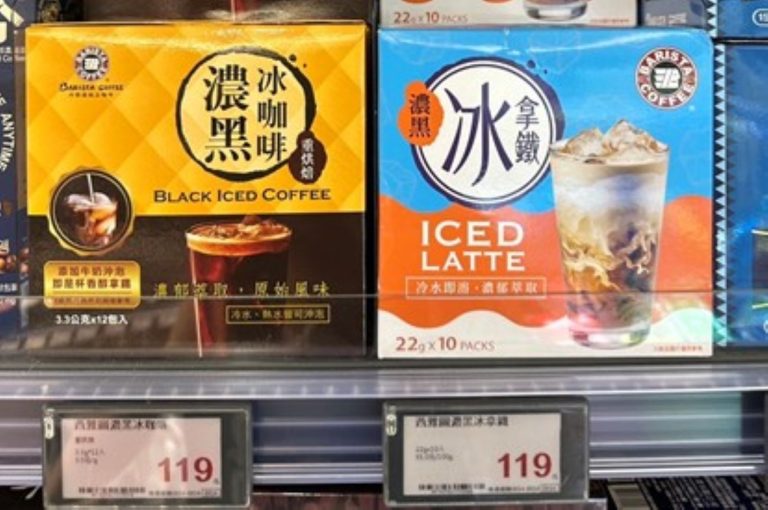 22g x 10 PACKS
BARISTA COFFEE
濃黑
冰咖啡
重烘焙
BLACK ICED COFFEE
添加牛奶沖泡
即是杯香醇拿鐵
濃郁萃取，原始風味
冷水、熱水皆可沖泡
3.3公克x12包入
BARISTA COFFEE
濃黑
冰
拿鐵
ICED
LATTE
冷水即溶·濃郁萃取
22g x 10 PACKS
ANYTIME
西雅圖濃黑冰咖啡
119
西雅圖濃黑冰拿鐵
119